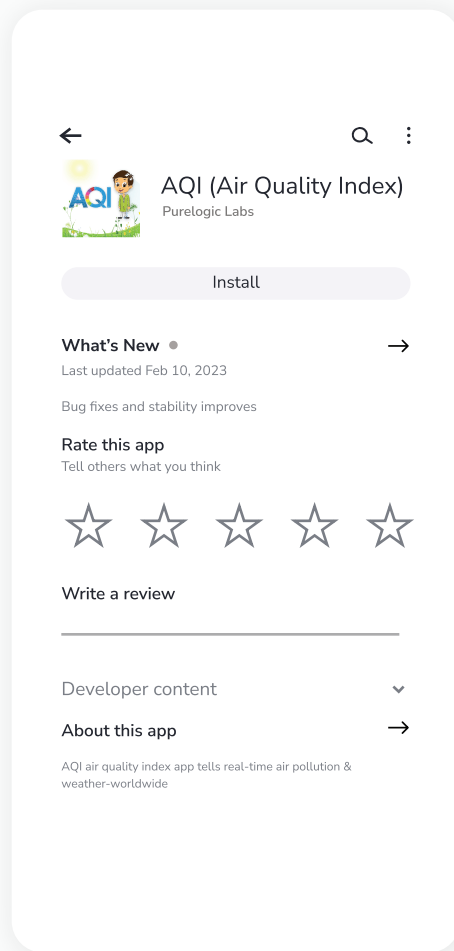 AQI
AQI (Air Quality Index)
Purelogic Labs
Install
What's New
Last updated Feb 10, 2023
Bug fixes and stability improves
Rate this app
Tell others what you think
Write a review
Developer content
About this app
AQI air quality index app tells real-time air pollution &
weather-worldwide